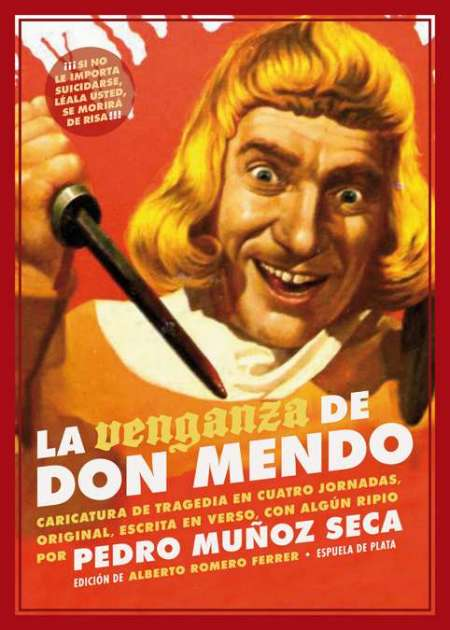 ¡¡¡SI NO
LE IMPORTA
SUICIDARSE,
LÉALA USTED,
SE MORIRÁ
DE RISA!!!
LA venganza DE
DON MENDO
CARICATURA DE TRAGEDIA EN CUATRO JORNADAS,
ORIGINAL, ESCRITA EN VERSO, CON ALGÚN RIPIO
POR PEDRO MUÑOZ SECA
EDICIÓN DE ALBERTO ROMERO FERRER • ESPUELA DE PLATA